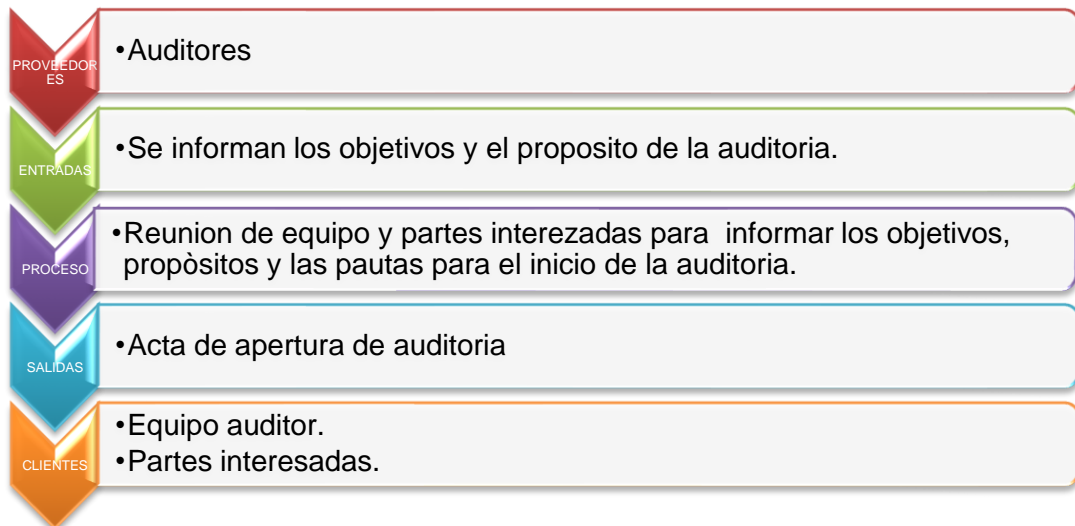 PROVEEDOR
ES
•Auditores
ENTRADAS
•Se informan los objetivos y el proposito de la auditoria.
PROCESO
•Reunion de equipo y partes interezadas para informar los objetivos,
propòsitos y las pautas para el inicio de la auditoria.
SALIDAS
•Acta de apertura de auditoria
CLIENTES
•Equipo auditor.
•Partes interesadas.